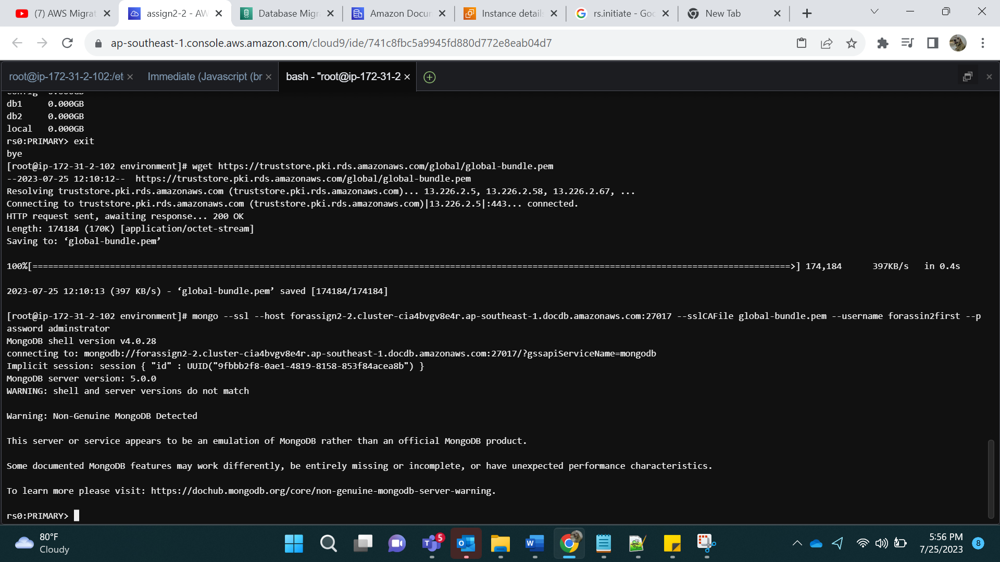 (7) AWS Migrat
assign2-2 - AW
Database Migr
Amazon Docun
Instance details
rs.initiate - Goo
New Tab
ap-southeast-1.console.aws.amazon.com/cloud9/ide/741c8fbc5a9945fd880d772e8eab04d7
root@ip-172-31-2-102:/et
Immediate (Javascript (br
bash - "root@ip-172-31-2
config 0.000GB
db1 0.000GB
db2 0.000GB
local 0.000GB
rs0:PRIMARY> exit
bye
[root@ip-172-31-2-102 environment]# wget https://truststore.pki.rds.amazonaws.com/global/global-bundle.pem
--2023-07-25 12:10:12-- https://truststore.pki.rds.amazonaws.com/global/global-bundle.pem
Resolving truststore.pki.rds.amazonaws.com (truststore.pki.rds.amazonaws.com)... 13.226.2.5, 13.226.2.58, 13.226.2.67, ...
Connecting to truststore.pki.rds.amazonaws.com (truststore.pki.rds.amazonaws.com)|13.226.2.5|:443... connected.
HTTP request sent, awaiting response... 200 OK
Length: 174184 (170K) [application/octet-stream]
Saving to: ‘global-bundle.pem’
100%[===================================================================================================================================================>] 174,184 397KB/s in 0.4s
2023-07-25 12:10:13 (397 KB/s) - ‘global-bundle.pem’ saved [174184/174184]
[root@ip-172-31-2-102 environment]# mongo --ssl --host forassign2-2.cluster-cia4bvgv8e4r.ap-southeast-1.docdb.amazonaws.com:27017 --sslCAFile global-bundle.pem --username forassin2first --p
assword adminstrator
MongoDB shell version v4.0.28
connecting to: mongodb://forassign2-2.cluster-cia4bvgv8e4r.ap-southeast-1.docdb.amazonaws.com:27017/?gssapiServiceName=mongodb
Implicit session: session { "id" : UUID("9fbbb2f8-0ae1-4819-8158-853f84acea8b") }
MongoDB server version: 5.0.0
WARNING: shell and server versions do not match
Warning: Non-Genuine MongoDB Detected
This server or service appears to be an emulation of MongoDB rather than an official MongoDB product.
Some documented MongoDB features may work differently, be entirely missing or incomplete, or have unexpected performance characteristics.
To learn more please visit: https://dochub.mongodb.org/core/non-genuine-mongodb-server-warning.
rs0:PRIMARY>
80°F
Cloudy
5
5:56 PM
7/25/2023
8